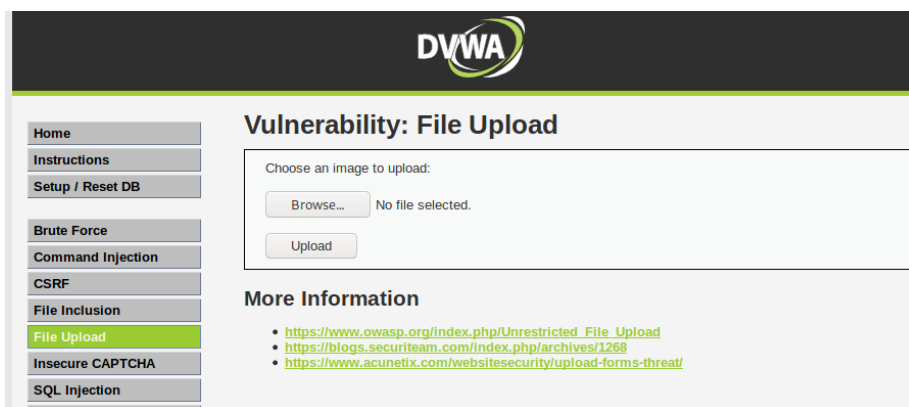 DVWA
Home
Instructions
Setup / Reset DB
Brute Force
Command Injection
CSRF
File Inclusion
File Upload
Insecure CAPTCHA
SQL Injection
Vulnerability: File Upload
Choose an image to upload:
Browse... No file selected.
Upload
More Information
https://www.owasp.org/index.php/Unrestricted_File_Upload
https://blogs.securiteam.com/index.php/archives/1268
https://www.acunetix.com/websitesecurity/upload-forms-threat/